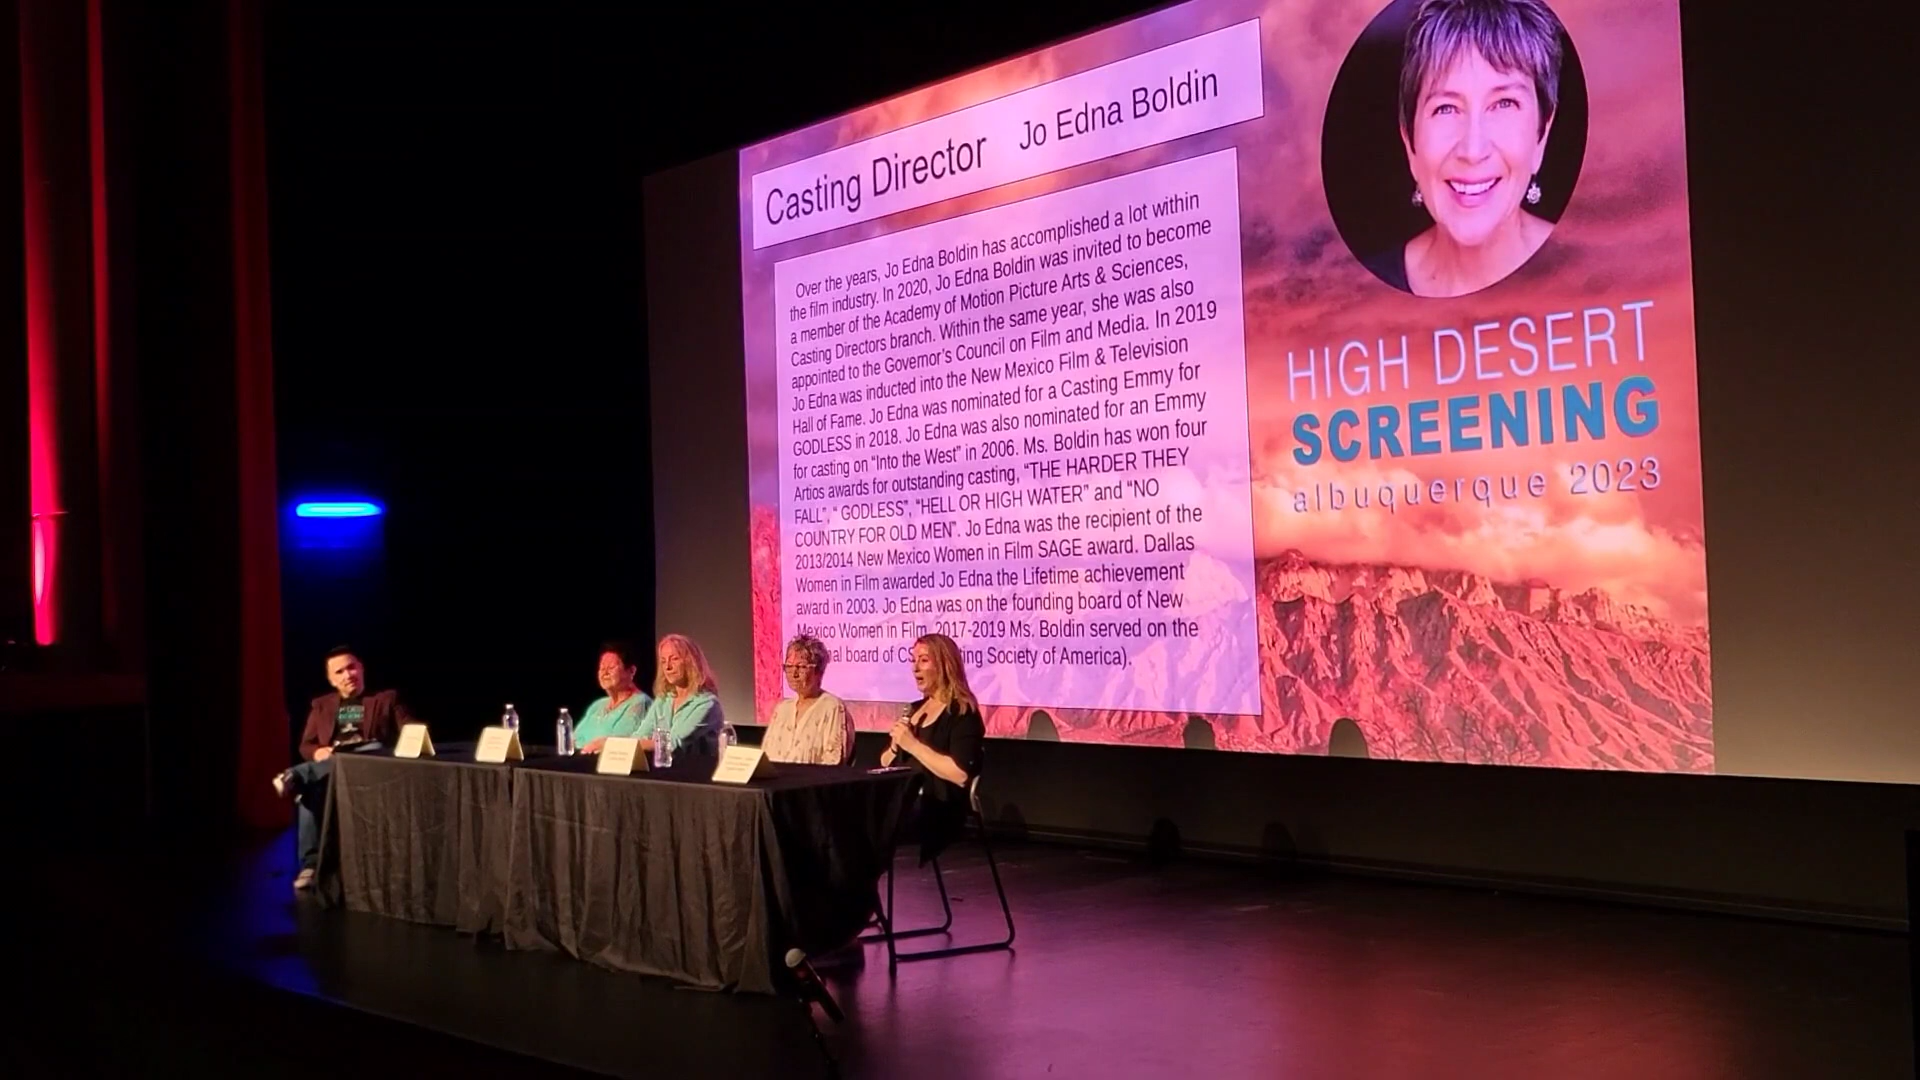 Casting Director Jo Edna Boldin
Over the years, Jo Edna Boldin has accomplished a lot within
the film industry. In 2020, Jo Edna Boldin was invited to become
a member of the Academy of Motion Picture Arts & Sciences,
Casting Directors branch. Within the same year, she was also
appointed to the Governor's Council on Film and Media. In 2019
Jo Edna was inducted into the New Mexico Film & Television
Hall of Fame. Jo Edna was nominated for a Casting Emmy for
GODLESS in 2018. Jo Edna was also nominated for an Emmy
for casting on "Into the West" in 2006. Ms. Boldin has won four
Artios awards for outstanding casting, "THE HARDER THEY
FALL", " GODLESS", "HELL OR HIGH WATER" and "NO
COUNTRY FOR OLD MEN". Jo Edna was the recipient of the
2013/2014 New Mexico Women in Film SAGE award. Dallas
Women in Film awarded Jo Edna the Lifetime achievement
award in 2003. Jo Edna was on the founding board of New
Mexico Women in Film. 2017-2019 Ms. Boldin served on the
board of Society of America).
HIGH DESERT
SCREENING
albuquerque 2023